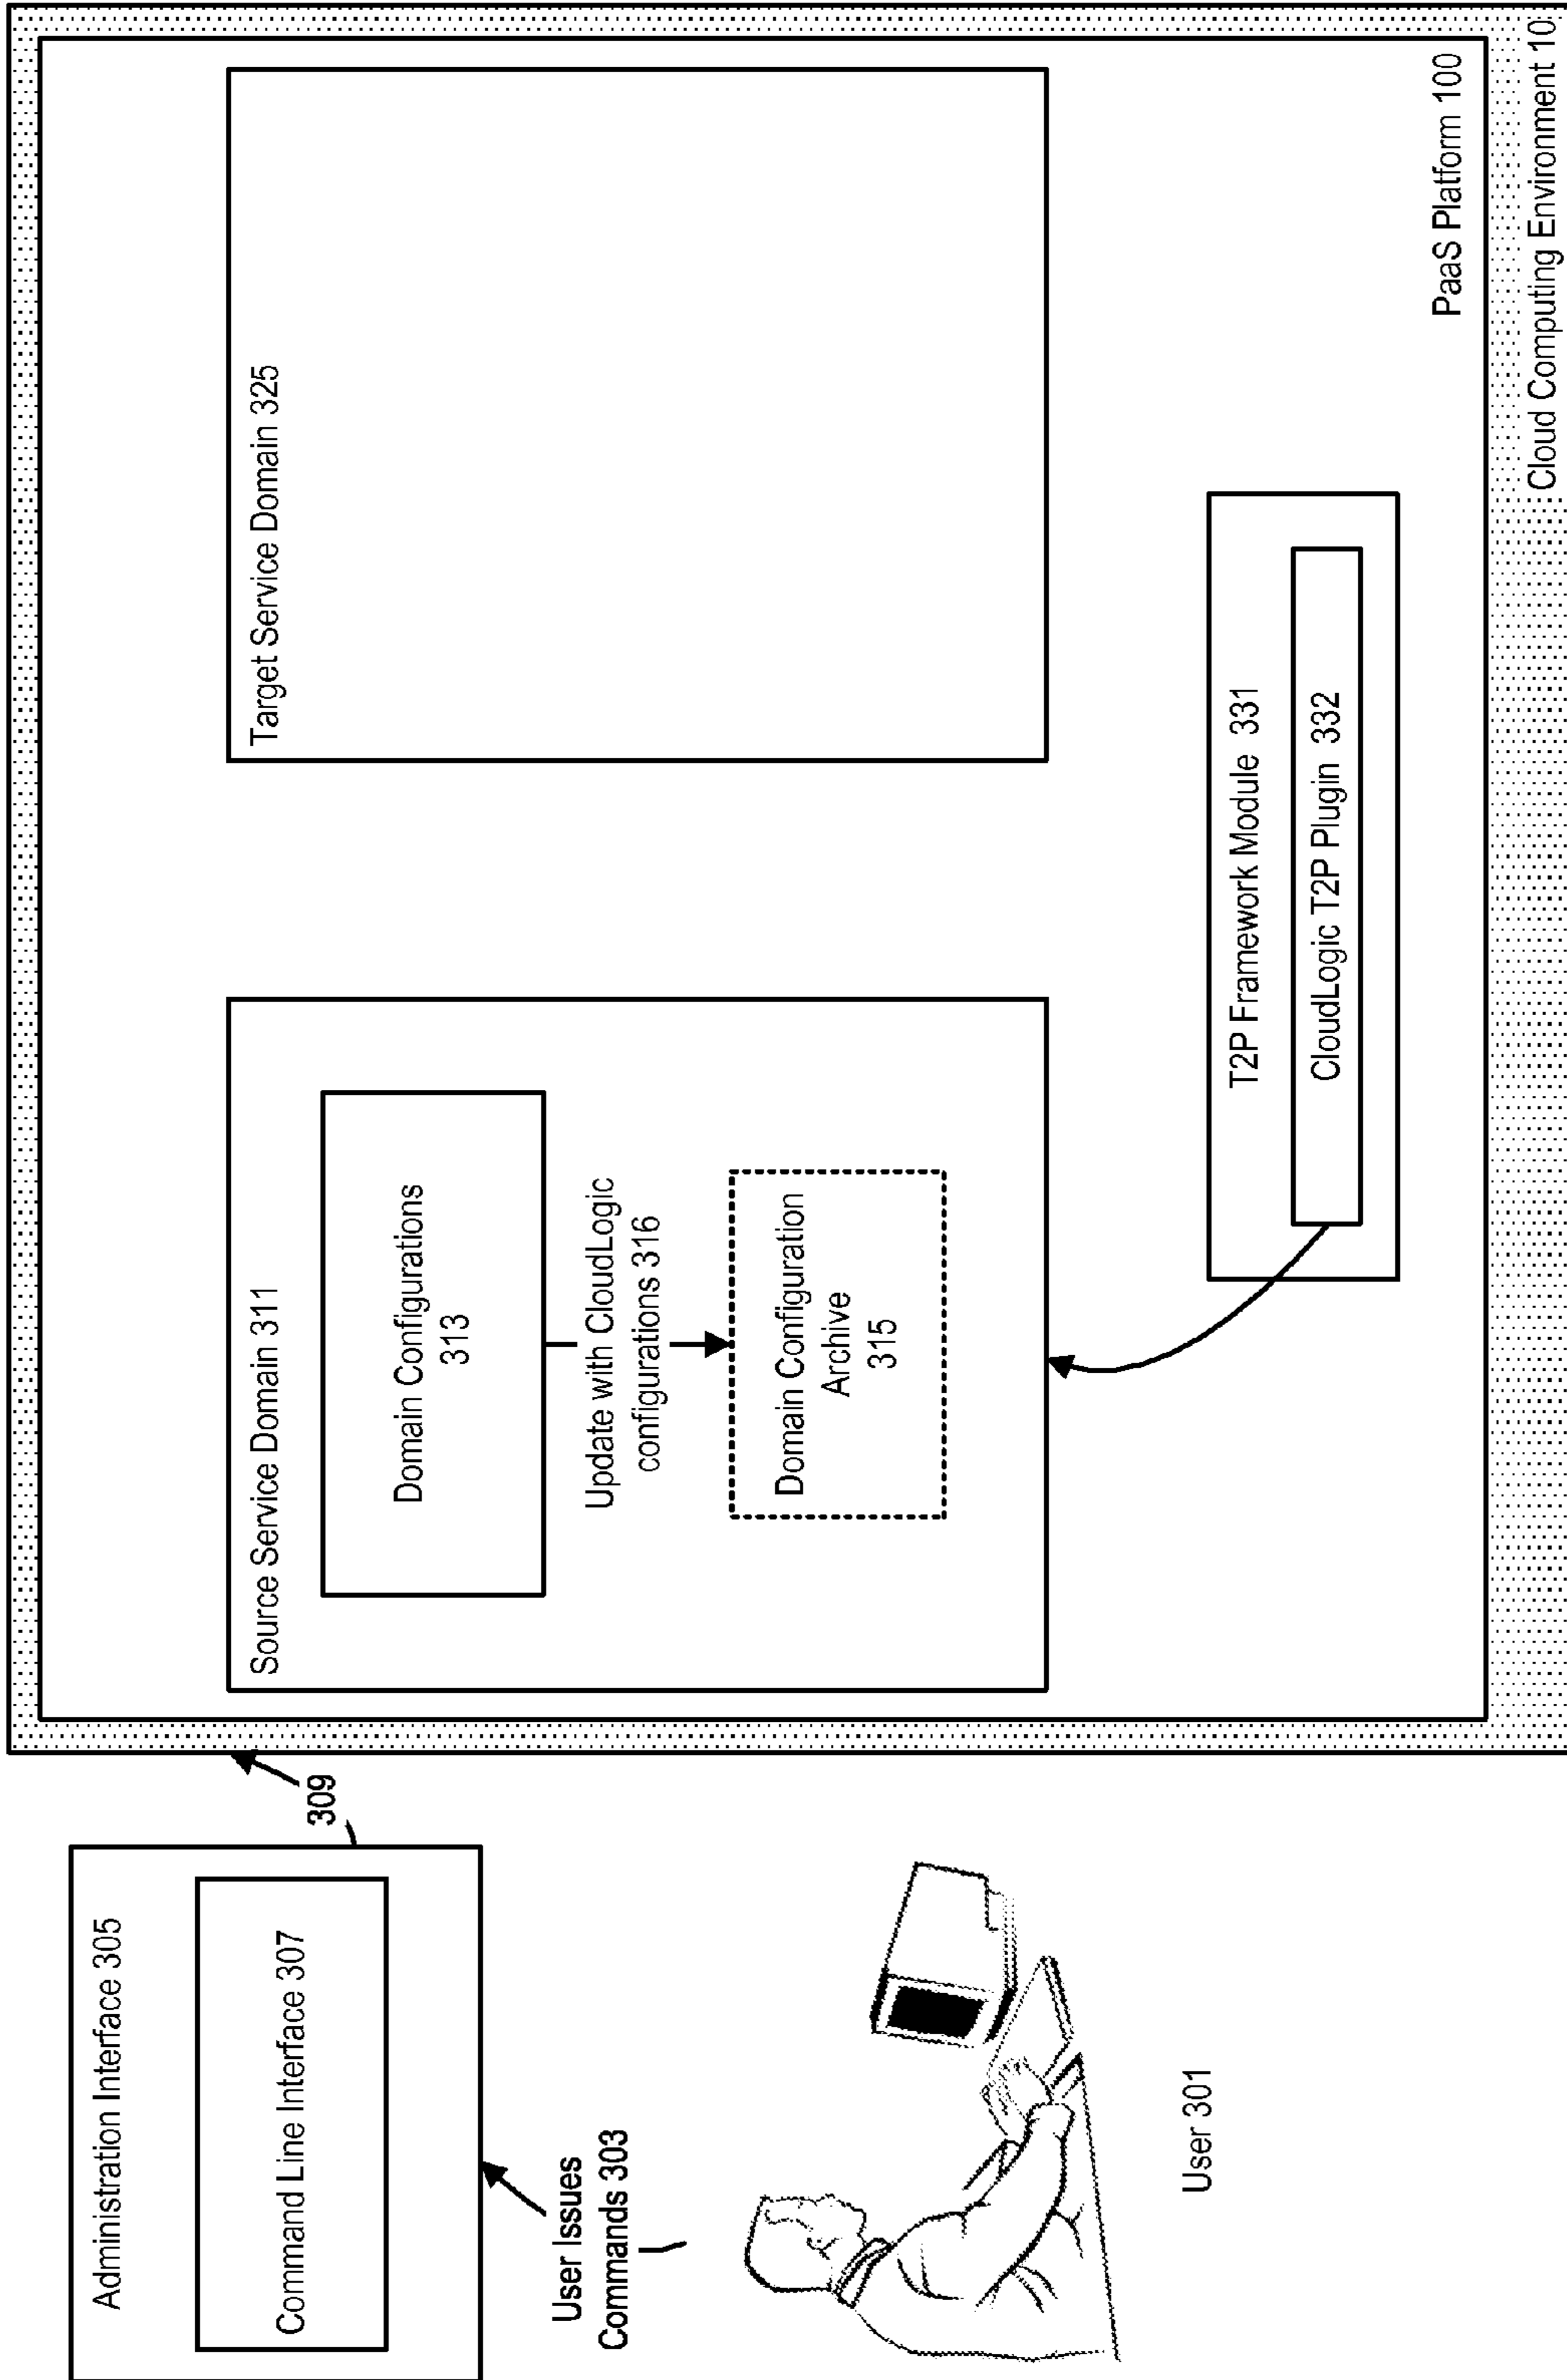 Administration Interface 305
Command Line Interface 307
User Issues
Commands 303
User 301
309
Source Service Domain 311
Domain Configurations
313
Update with CloudLogic
configurations 316
Domain Configuration
Archive
315
Target Service Domain 325
T2P Framework Module 331
CloudLogic T2P Plugin 332
PaaS Platform 100
Cloud Computing Environment 10